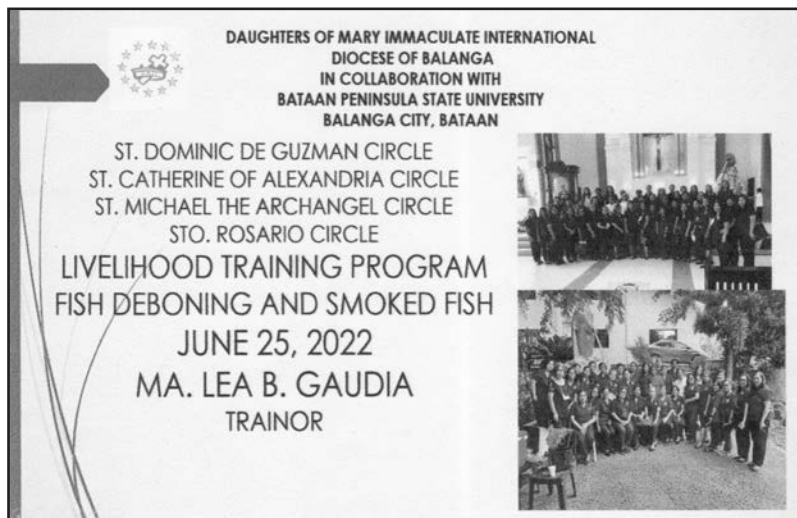 DAUGHTERS OF MARY IMMACULATE INTERNATIONAL
DIOCESE OF BALANGA
IN COLLABORATION WITH
BATAAN PENINSULA STATE UNIVERSITY
BALANGA CITY, BATAAN
ST. DOMINIC DE GUZMAN CIRCLE
ST. CATHERINE OF ALEXANDRIA CIRCLE
ST. MICHAEL THE ARCHANGEL CIRCLE
STO. ROSARIO CIRCLE
LIVELIHOOD TRAINING PROGRAM
FISH DEBONING AND SMOKED FISH
JUNE 25, 2022
MA. LEA B. GAUDIA
TRAINOR